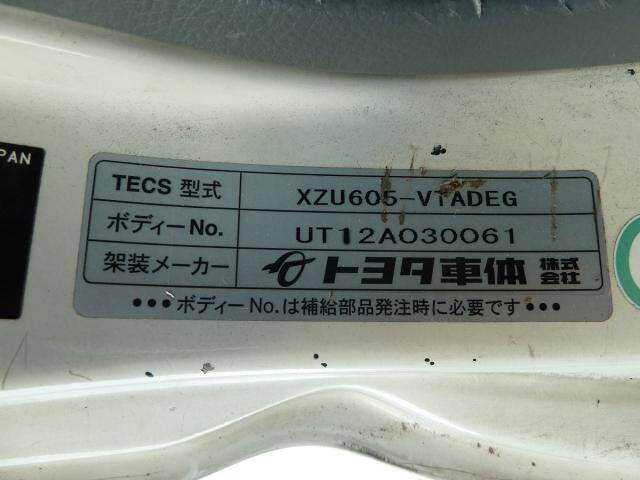 PAN
TECS 型式 XZU605-VTADEG
ボディーNo. UT12A030061
架装メーカー トヨタ車体 株式会社
•••ボディーNo.は補給部品発注時に必要です•••